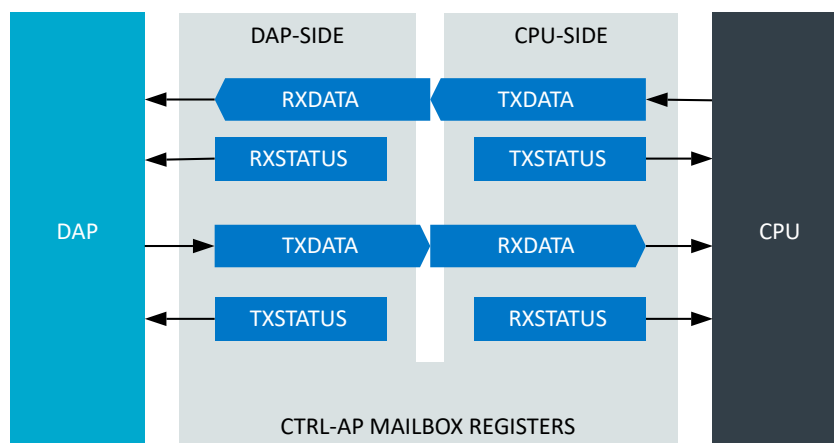 DAP-SIDE
CPU-SIDE
RXDATA
TXDATA
RXSTATUS
TXSTATUS
DAP
CPU
TXDATA
RXDATA
TXSTATUS
RXSTATUS
CTRL-AP MAILBOX REGISTERS